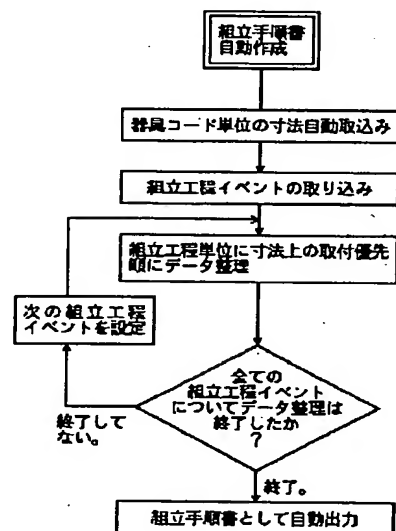 組立手順書
自動作成
器具コード単位の寸法自動取込み
組立工程イベントの取り込み
組立工程単位に寸法上の取付優先
順にデータ整理
次の組立工程
イベントを設定
全ての
組立工程イベント
についてデータ整理は
終了したか
?
終了して
ない。
終了。
組立手順書として自動出力